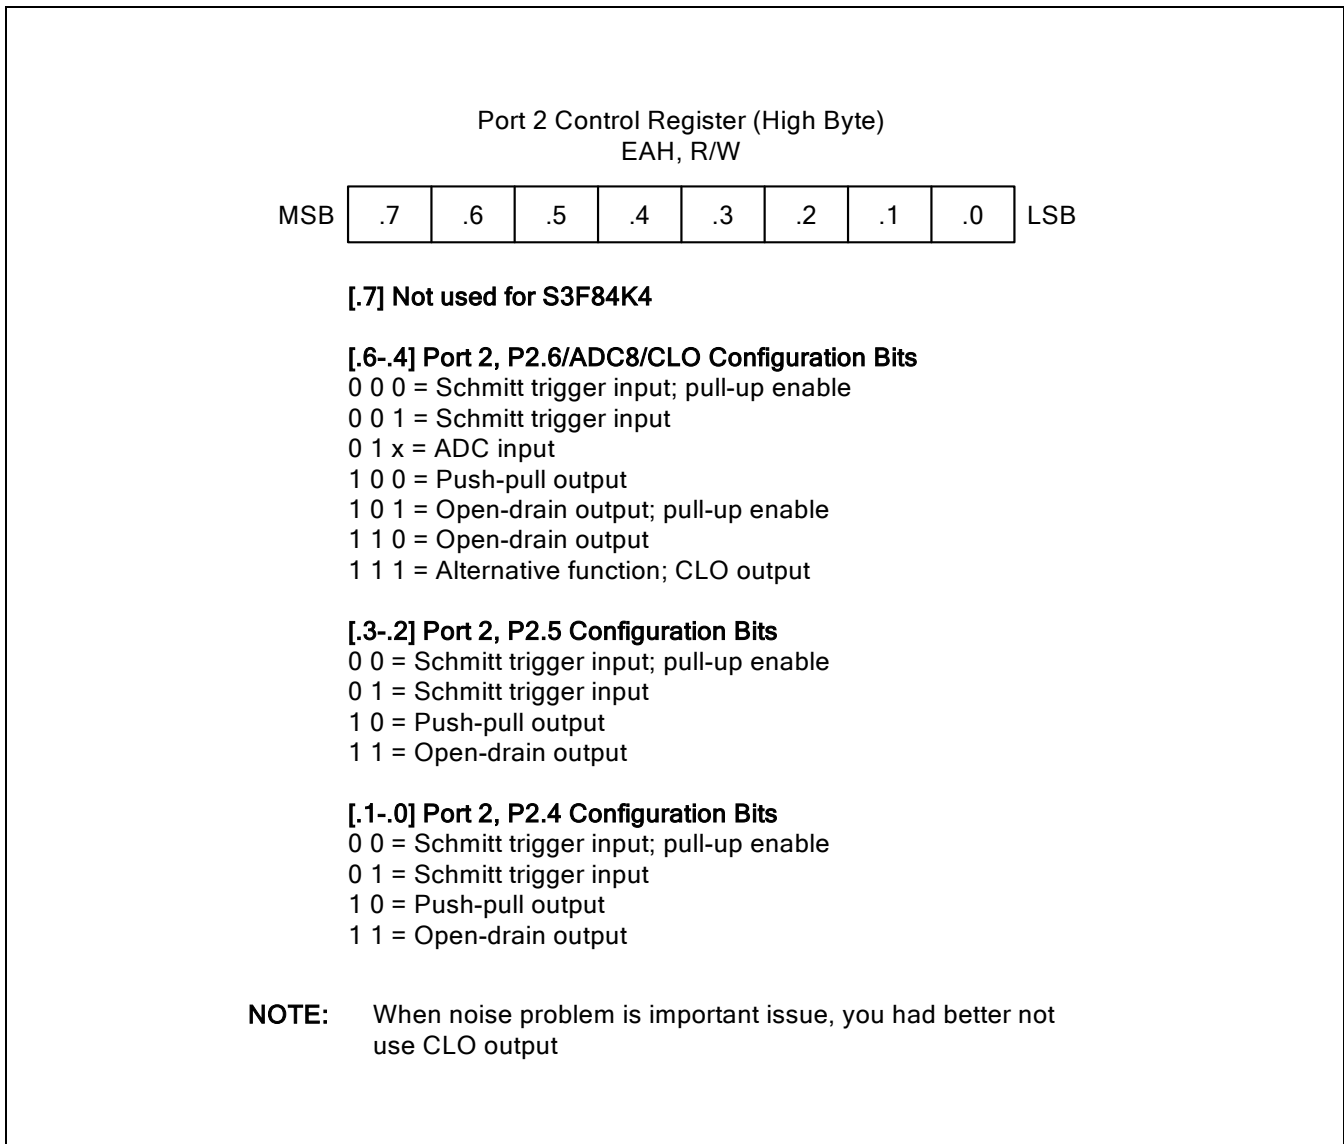 Port 2 Control Register (High Byte)
EAH, R/W
MSB .7 .6 .5 .4 .3 .2 .1 .0 LSB
[.7] Not used for S3F84K4
[.6-.4] Port 2, P2.6/ADC8/CLO Configuration Bits
0 0 0 = Schmitt trigger input; pull-up enable
0 0 1 = Schmitt trigger input
0 1 x = ADC input
1 0 0 = Push-pull output
1 0 1 = Open-drain output; pull-up enable
1 1 0 = Open-drain output
1 1 1 = Alternative function; CLO output
[.3-.2] Port 2, P2.5 Configuration Bits
0 0 = Schmitt trigger input; pull-up enable
0 1 = Schmitt trigger input
1 0 = Push-pull output
1 1 = Open-drain output
[.1-.0] Port 2, P2.4 Configuration Bits
0 0 = Schmitt trigger input; pull-up enable
0 1 = Schmitt trigger input
1 0 = Push-pull output
1 1 = Open-drain output
NOTE: When noise problem is important issue, you had better not
use CLO output